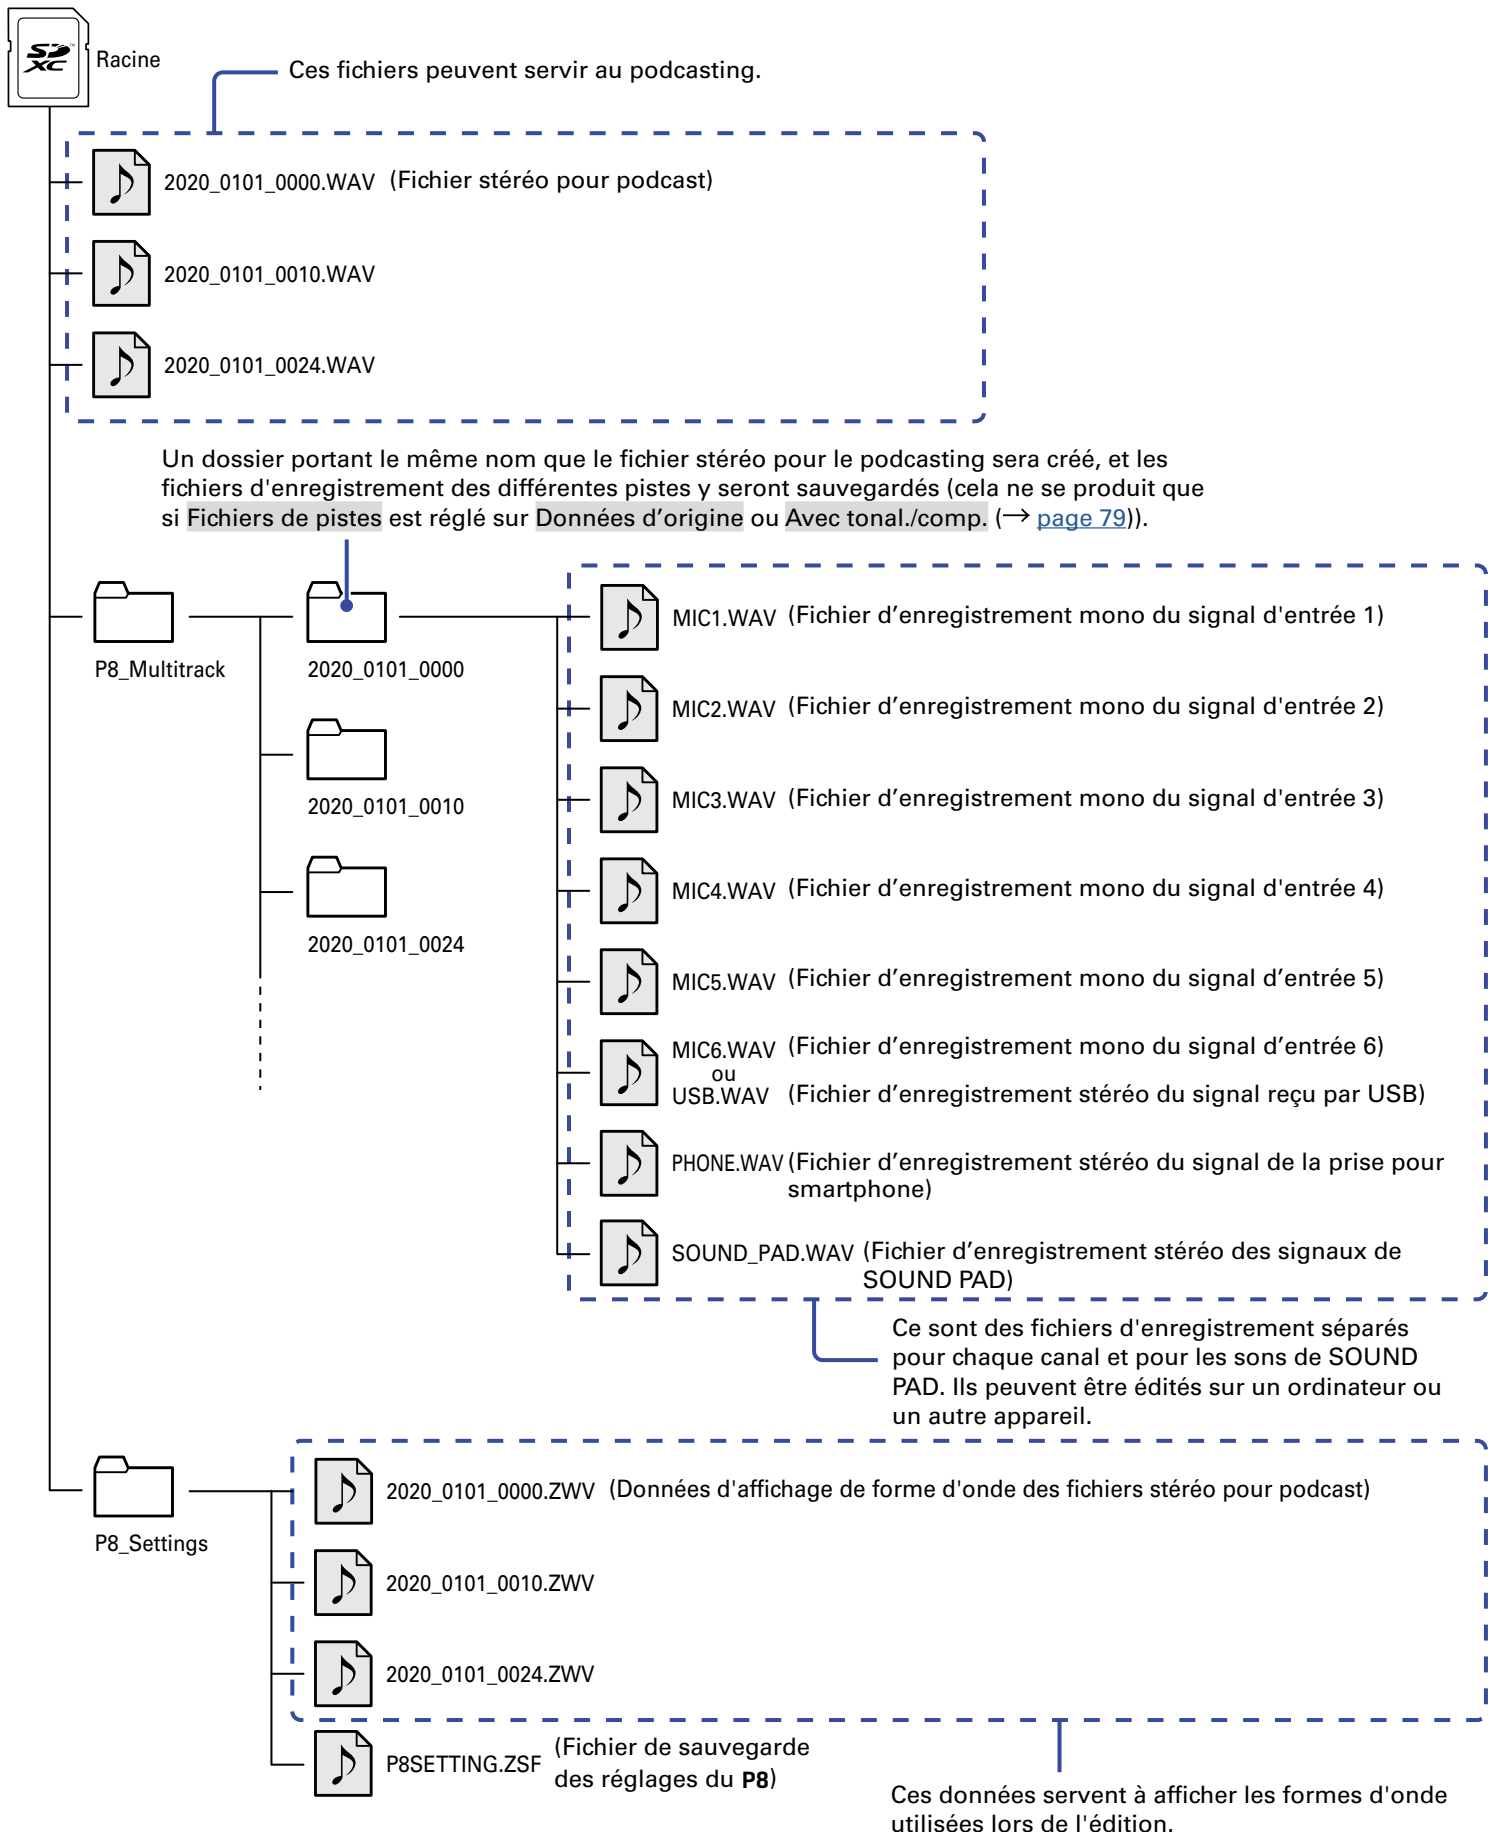 SD XC™
Racine
Ces fichiers peuvent servir au podcasting.
2020_0101_0000.WAV (Fichier stéréo pour podcast)
2020_0101_0010.WAV
2020_0101_0024.WAV
Un dossier portant le même nom que le fichier stéréo pour le podcasting sera créé, et les
fichiers d'enregistrement des différentes pistes y seront sauvegardés (cela ne se produit que
si Fichiers de pistes est réglé sur Données d’origine ou Avec tonal./comp. (→ page 79)).
P8_Multitrack
2020_0101_0000
2020_0101_0010
2020_0101_0024
MIC1.WAV (Fichier d’enregistrement mono du signal d'entrée 1)
MIC2.WAV (Fichier d’enregistrement mono du signal d'entrée 2)
MIC3.WAV (Fichier d’enregistrement mono du signal d'entrée 3)
MIC4.WAV (Fichier d’enregistrement mono du signal d'entrée 4)
MIC5.WAV (Fichier d’enregistrement mono du signal d'entrée 5)
MIC6.WAV (Fichier d’enregistrement mono du signal d’entrée 6)
ou
USB.WAV (Fichier d’enregistrement stéréo du signal reçu par USB)
PHONE.WAV (Fichier d’enregistrement stéréo du signal de la prise pour
smartphone)
SOUND_PAD.WAV (Fichier d’enregistrement stéréo des signaux de
SOUND PAD)
Ce sont des fichiers d'enregistrement séparés
pour chaque canal et pour les sons de SOUND
PAD. Ils peuvent être édités sur un ordinateur ou
un autre appareil.
P8_Settings
2020_0101_0000.ZWV (Données d'affichage de forme d'onde des fichiers stéréo pour podcast)
2020_0101_0010.ZWV
2020_0101_0024.ZWV
P8SETTING.ZSF (Fichier de sauvegarde
des réglages du P8)
Ces données servent à afficher les formes d'onde
utilisées lors de l'édition.